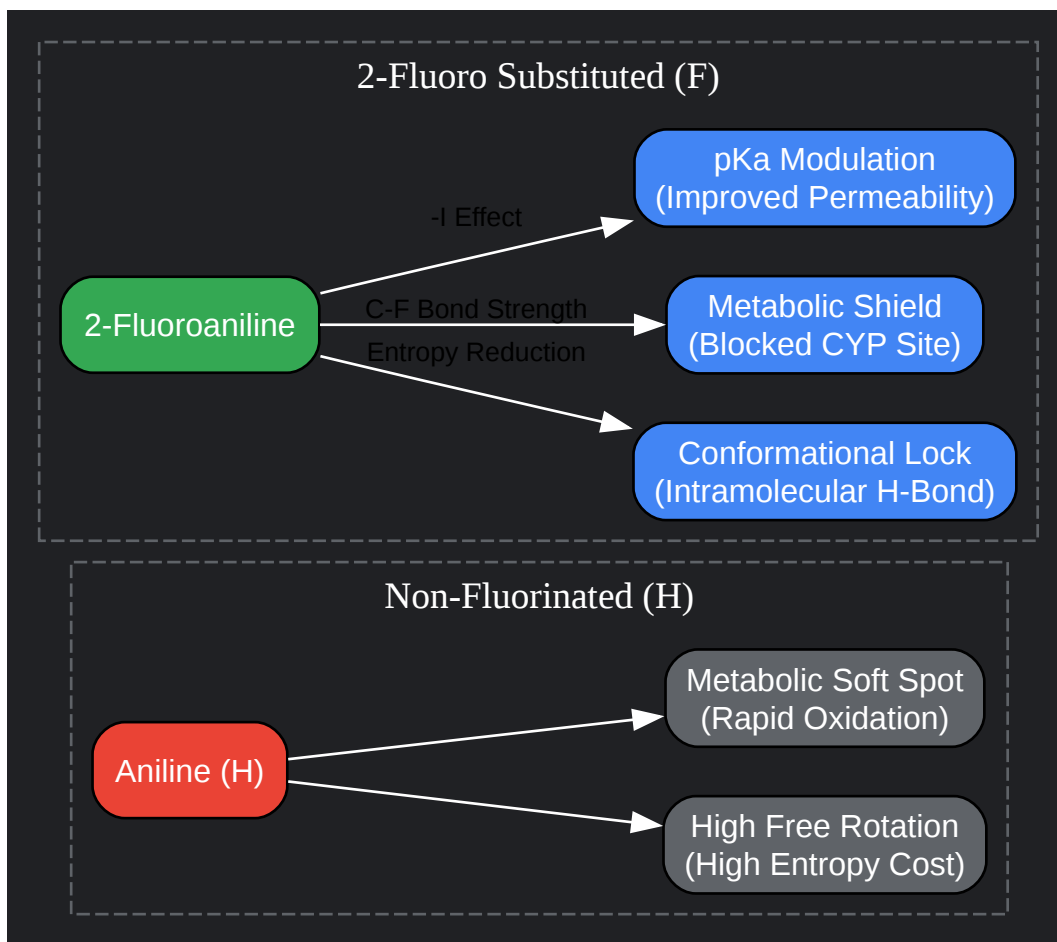 2-Fluoro Substituted (F)
pKa Modulation
(Improved Permeability)
-I Effect
2-Fluoroaniline
C-F Bond Strength
Metabolic Shield
(Blocked CYP Site)
Entropy Reduction
Conformational Lock
(Intramolecular H-Bond)
Non-Fluorinated (H)
Metabolic Soft Spot
(Rapid Oxidation)
Aniline (H)
High Free Rotation
(High Entropy Cost)